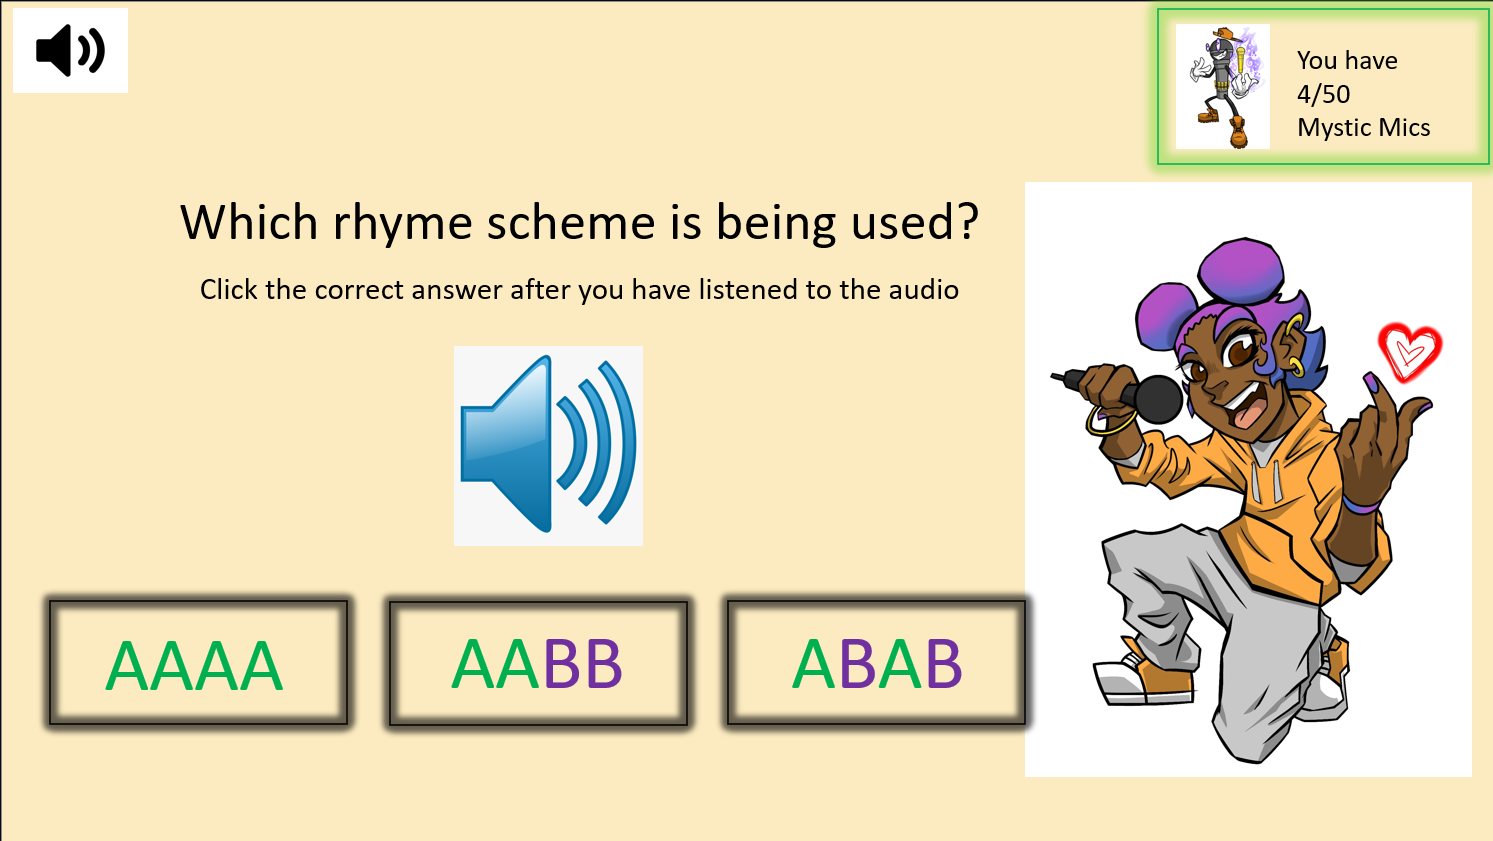 You have
4/50
Mystic Mics
Which rhyme scheme is being used?
Click the correct answer after you have listened to the audio
AAAA
AABB
ABAB